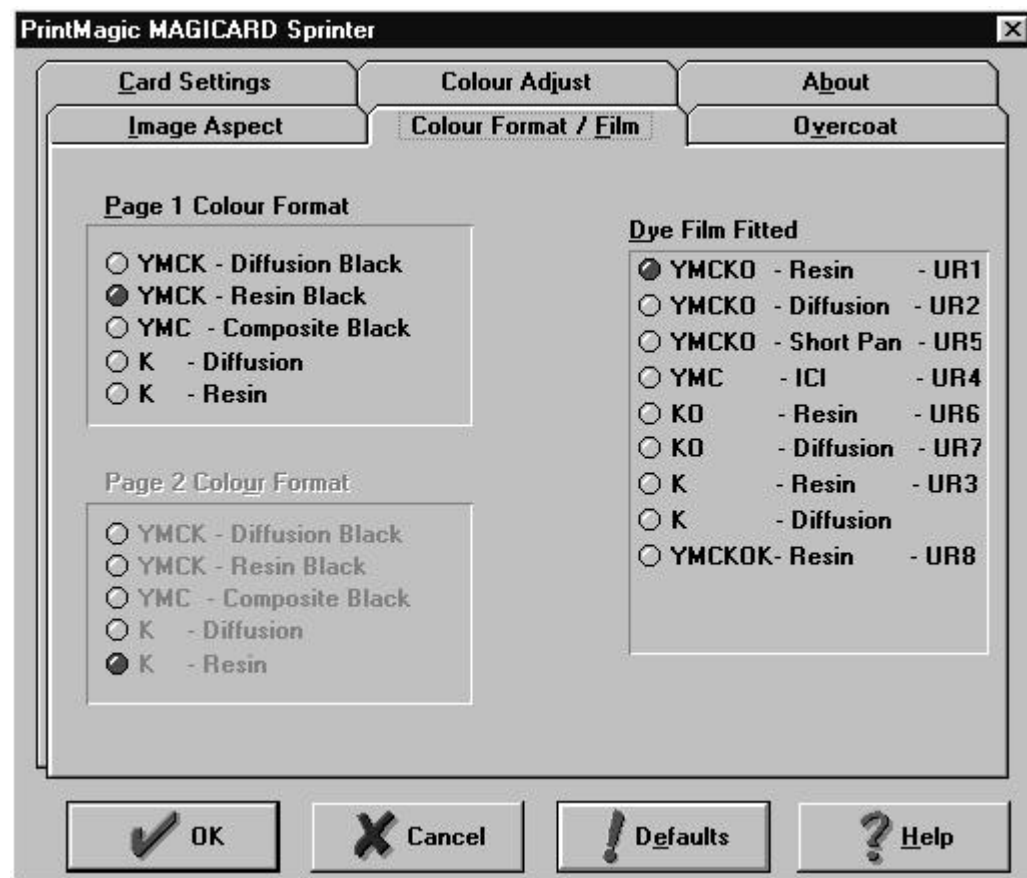 PrintMagic MAGICARD Sprinter
Card Settings
Colour Adjust
About
Image Aspect
Colour Format / Film
Overcoat
Page 1 Colour Format
YMCK - Diffusion Black
YMCK - Resin Black
YMC - Composite Black
K - Diffusion
K - Resin
Page 2 Colour Format
YMCK - Diffusion Black
YMCK - Resin Black
YMC - Composite Black
K - Diffusion
K - Resin
Dye Film Fitted
YMCKO - Resin - UR1
YMCKO - Diffusion - UR2
YMCKO - Short Pan - UR5
YMC - ICI - UR4
KO - Resin - UR6
KO - Diffusion - UR7
K - Resin - UR3
K - Diffusion
YMCKOK- Resin - UR8
OK
Cancel
Defaults
Help